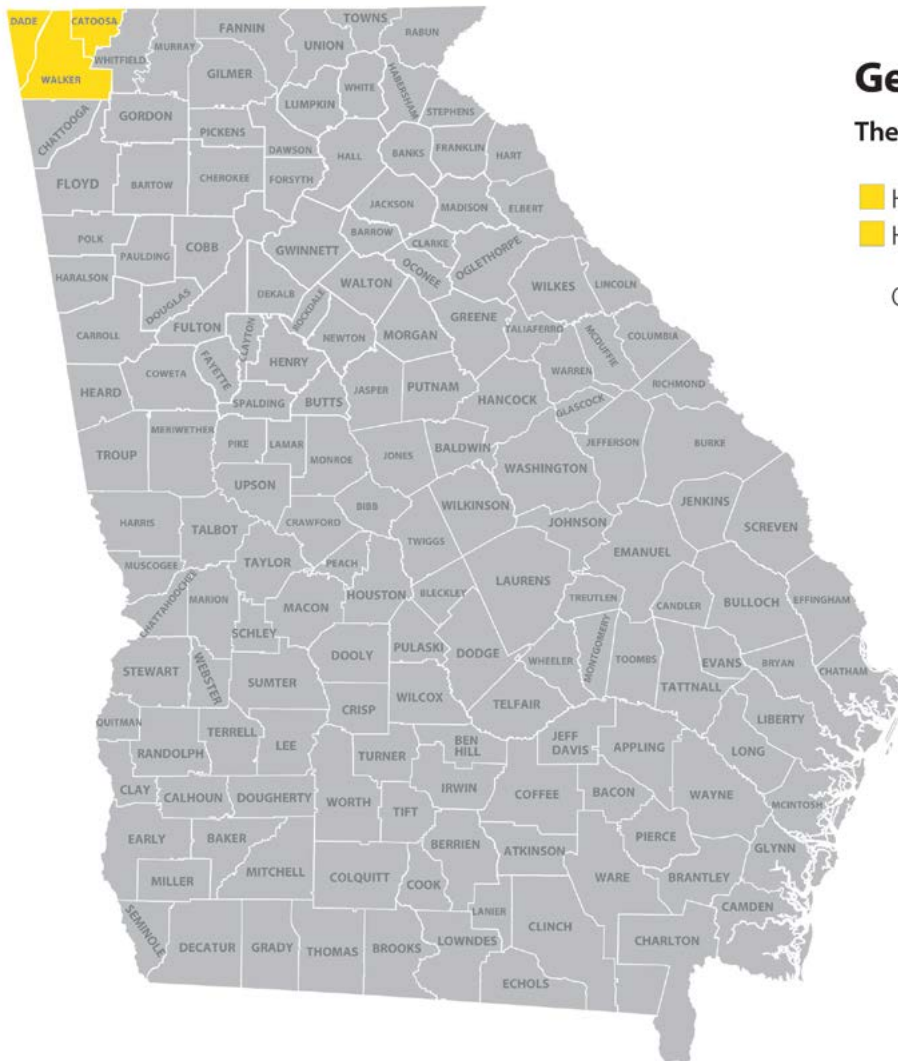 DADE CATOOSA FANNIN TOWNS RABUN
UNION
MURRAY
WHITFIELD
WALKER GILMER WHITE HABERSHAM
LUMPKIN
STEPHENS
CHATTOOGA GORDON
PICKENS
DAWSON HALL BANKS FRANKLIN HART
FLOYD BARTOW CHEROKEE FORSYTH
JACKSON MADISON ELBERT
POLK COBB BARROW CLARKE
PAULDING GWINNETT OCONEE OGLETHORPE
HARALSON
DOUGLAS DEKALB WALTON WILKES LINCOLN
CARROLL FULTON CLAYTON ROCKDALE NEWTON MORGAN GREENE TALIAFERRO MCDUFFIE COLUMBIA
HEARD COWETA FAYETTE HENRY WARREN
SPALDING BUTTS JASPER PUTNAM HANCOCK GLASCOCK RICHMOND
TROUP MERIWETHER PIKE LAMAR MONROE JONES BALDWIN JEFFERSON BURKE
WASHINGTON
UPSON
HARRIS TALBOT CRAWFORD BIBB WILKINSON JOHNSON JENKINS SCREVEN
TWIGGS
EMANUEL
MUSCOGEE TAYLOR PEACH
CHATTAHOOCHEE MARION MACON HOUSTON BLECKLEY LAURENS TREUTLEN CANDLER BULLOCH EFFINGHAM
SCHLEY
STEWART WEBSTER DOOLY PULASKI DODGE WHEELER MONTGOMERY TOOMBS EVANS BRYAN CHATHAM
SUMTER WILCOX TATTNALL
CRISP TELFAIR LIBERTY
QUITMAN TERRELL
RANDOLPH LEE TURNER BEN
HILL JEFF
DAVIS APPLING LONG
CLAY CALHOUN DOUGHERTY WORTH TIFT IRWIN COFFEE BACON WAYNE MCINTOSH
EARLY BAKER BERRIEN ATKINSON PIERCE GLYNN
MILLER MITCHELL COLQUITT COOK WARE BRANTLEY
SEMINOLE LANIER CLINCH CAMDEN
DECATUR GRADY THOMAS BROOKS LOWNDES CHARLTON
ECHOLS
Ge
The
H
H